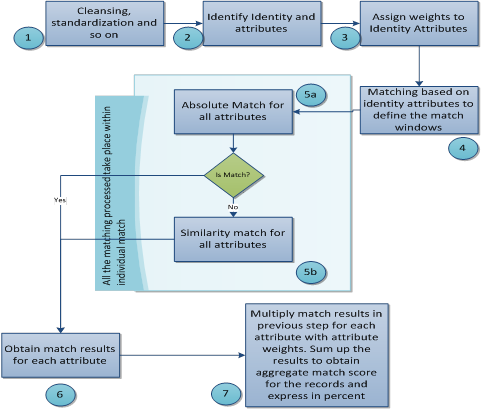 Cleansing,
standardization and
so on
1
Identify Identity and
attributes
2
Assign weights to
Identity Attributes
3
Matching based on
identity attributes to
define the match
windows
4
5a
Absolute Match for
all attributes
Is Match?
Yes
No
Similarity match for
all attributes
5b
All the matching processed take place within
individual match
Obtain match results
for each attribute
6
Multiply match results in
previous step for each
attribute with attribute
weights. Sum up the
results to obtain
aggregate match score
for the records and
express in percent
7